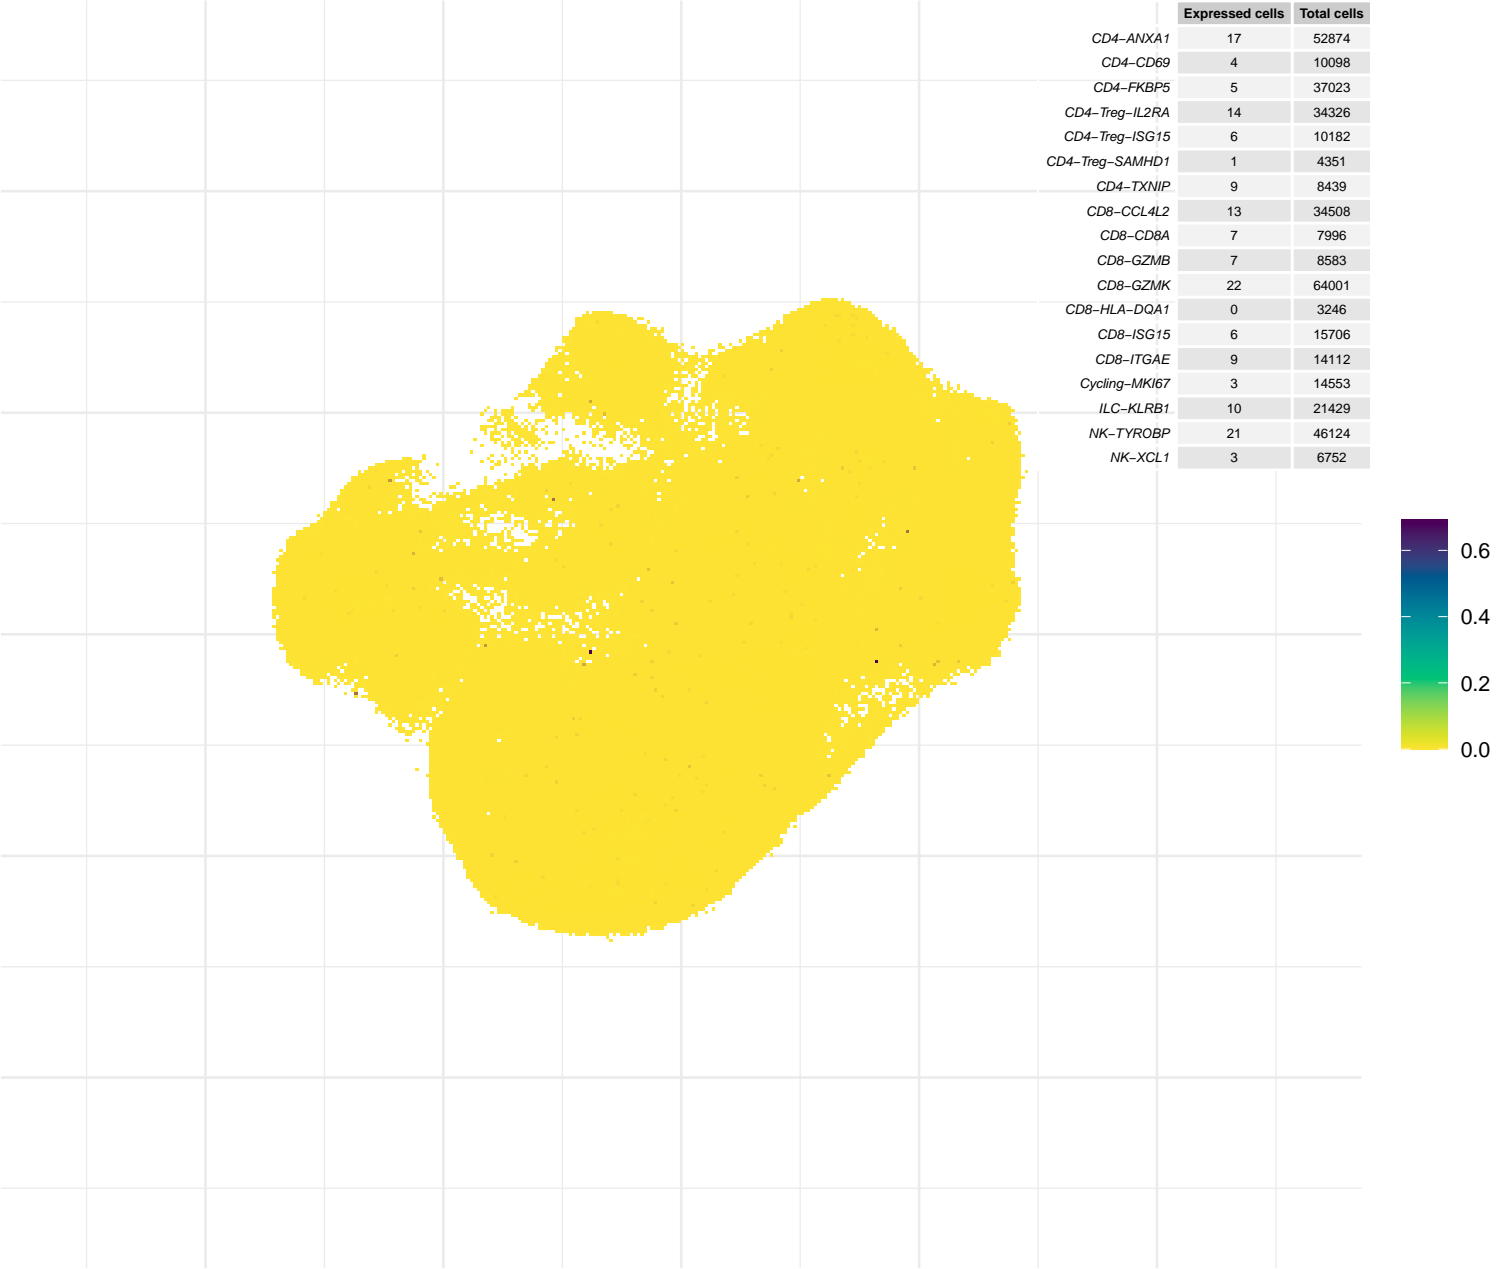 Expressed cells Total cells
CD4−ANXA1 17 52874
CD4−CD69 4 10098
CD4−FKBP5 5 37023
CD4−Treg−IL2RA 14 34326
CD4−Treg−ISG15 6 10182
CD4−Treg−SAMHD1 1 4351
CD4−TXNIP 9 8439
CD8−CCL4L2 13 34508
CD8−CD8A 7 7996
CD8−GZMB 7 8583
CD8−GZMK 22 64001
CD8−HLA−DQA1 0 3246
CD8−ISG15 6 15706
CD8−ITGAE 9 14112
Cycling−MKI67 3 14553
ILC−KLRB1 10 21429
NK−TYROBP 21 46124
NK−XCL1 3 6752
0.6
0.4
0.2
0.0